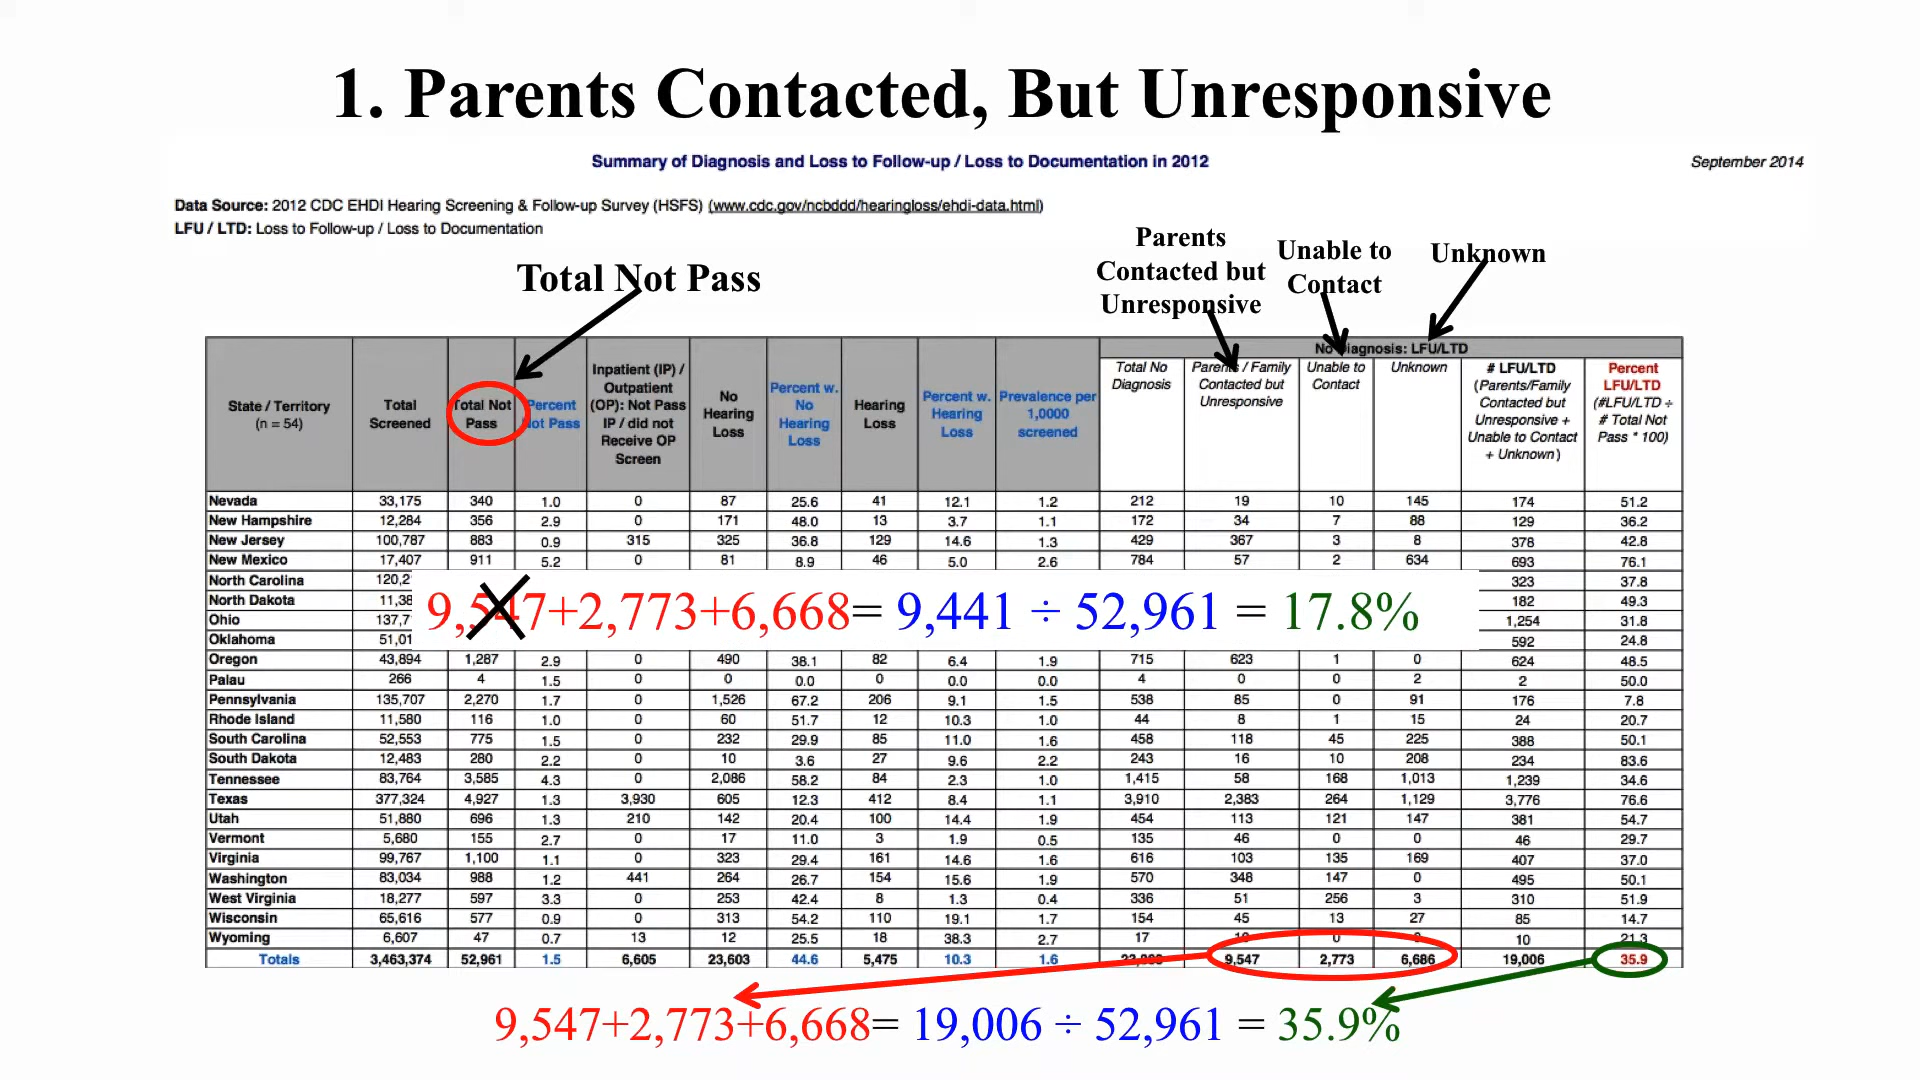 1. Parents Contacted, But Unresponsive
Summary of Diagnosis and Loss to Follow-up / Loss to Documentation in 2012
September 2014
Data Source: 2012 CDC EHDI Hearing Screening & Follow-up Survey (HSFS) (www.cdc.gov/ncbddd/hearingloss/ehdi-data.html)
LFU / LTD: Loss to Follow-up / Loss to Documentation
Total Not Pass
Parents
Contacted but
Unresponsive
Unable to
Contact
Unknown
State / Territory
(n = 54)
Total
Screened
Total Not
Pass
Percent
Not Pass
Inpatient (IP) /
Outpatient
(OP): Not Pass
IP / did not
Receive OP
Screen
No
Hearing
Loss
Percent w.
No
Hearing
Loss
Hearing
Loss
Percent w.
Hearing
Loss
Prevalence per
1,0000
screened
No Diagnosis: LFU/LTD
Total No
Diagnosis
Parents / Family
Contacted but
Unresponsive
Unable to
Contact
Unknown
# LFU/LTD
(Parents/Family
Contacted but
Unresponsive +
Unable to Contact
+ Unknown)
Percent
LFU/LTD
(#LFU/LTD ÷
# Total Not
Pass * 100)
Nevada 33,175 340 1.0 0 87 25.6 41 12.1 1.2 212 19 10 145 174 51.2
New Hampshire 12,284 356 2.9 0 171 48.0 13 3.7 1.1 172 34 7 88 129 36.2
New Jersey 100,787 883 0.9 315 325 36.8 129 14.6 1.3 429 367 3 8 378 42.8
New Mexico 17,407 911 5.2 0 81 8.9 46 5.0 2.6 784 57 2 634 693 76.1
North Carolina 323 37.8
North Dakota 182 49.3
Ohio 1,254 31.8
Oklahoma 592 24.8
9,547+2,773+6,668= 9,441 ÷ 52,961 = 17.8%
Oregon 43,894 1,287 2.9 0 490 38.1 82 6.4 1.9 715 623 1 0 624 48.5
Palau 266 4 1.5 0 0 0.0 0 0.0 0.0 4 0 0 2 2 50.0
Pennsylvania 135,707 2,270 1.7 0 1,526 67.2 206 9.1 1.5 538 85 0 91 176 7.8
Rhode Island 11,580 116 1.0 0 60 51.7 12 10.3 1.0 44 8 1 15 24 20.7
South Carolina 52,553 775 1.5 0 232 29.9 85 11.0 1.6 458 118 45 225 388 50.1
South Dakota 12,483 280 2.2 0 10 3.6 27 9.6 2.2 243 16 10 208 234 83.6
Tennessee 83,764 3,585 4.3 0 2,086 58.2 84 2.3 1.0 1,415 58 168 1,013 1,239 34.6
Texas 377,324 4,927 1.3 3,930 605 12.3 412 8.4 1.1 3,910 2,383 264 1,129 3,776 76.6
Utah 51,880 696 1.3 210 142 20.4 100 14.4 1.9 454 113 121 147 381 54.7
Vermont 5,680 155 2.7 0 17 11.0 3 1.9 0.5 135 46 0 0 46 29.7
Virginia 99,767 1,100 1.1 0 323 29.4 161 14.6 1.6 616 103 135 169 407 37.0
Washington 83,034 988 1.2 441 264 26.7 154 15.6 1.9 570 348 147 0 495 50.1
West Virginia 18,277 597 3.3 0 253 42.4 8 1.3 0.4 336 51 256 3 310 51.9
Wisconsin 65,616 577 0.9 0 313 54.2 110 19.1 1.7 154 45 13 27 85 14.7
Wyoming 6,607 47 0.7 13 12 25.5 18 38.3 2.7 17 0 10 21.3
Totals 3,463,374 52,961 1.5 6,605 23,603 44.6 5,475 10.3 1.6 9,547 2,773 6,686 19,006 35.9
9,547+2,773+6,668= 19,006 ÷ 52,961 = 35.9%